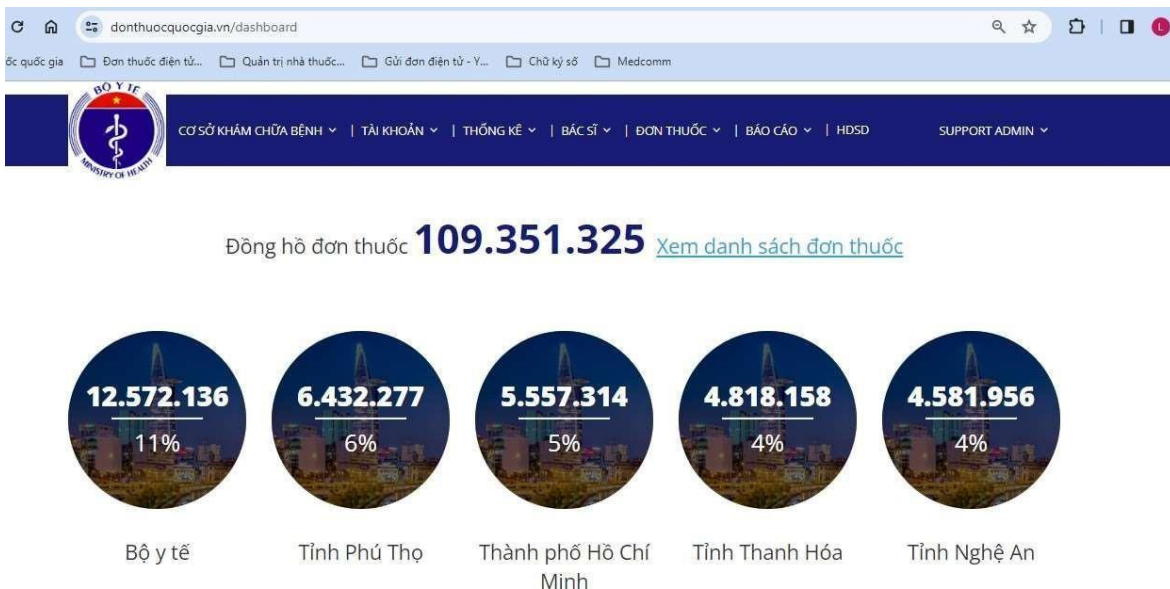 donthuocquocgia.vn/dashboard
ốc quốc gia Đơn thuốc điện tử... Quản trị nhà thuốc... Gửi đơn điện tử - Y... Chữ ký số Medcomm
BỘ Y TẾ
MINISTRY OF HEALTH
CƠ SỞ KHÁM CHỮA BỆNH | TÀI KHOẢN | THỐNG KÊ | BÁC SĨ | ĐƠN THUỐC | BÁO CÁO | HDSD SUPPORT ADMIN
Đồng hồ đơn thuốc 109.351.325 Xem danh sách đơn thuốc
12.572.136 6.432.277 5.557.314 4.818.158 4.581.956
11% 6% 5% 4% 4%
Bộ y tế Tỉnh Phú Thọ Thành phố Hồ Chí Tỉnh Thanh Hóa Tỉnh Nghệ An
Minh